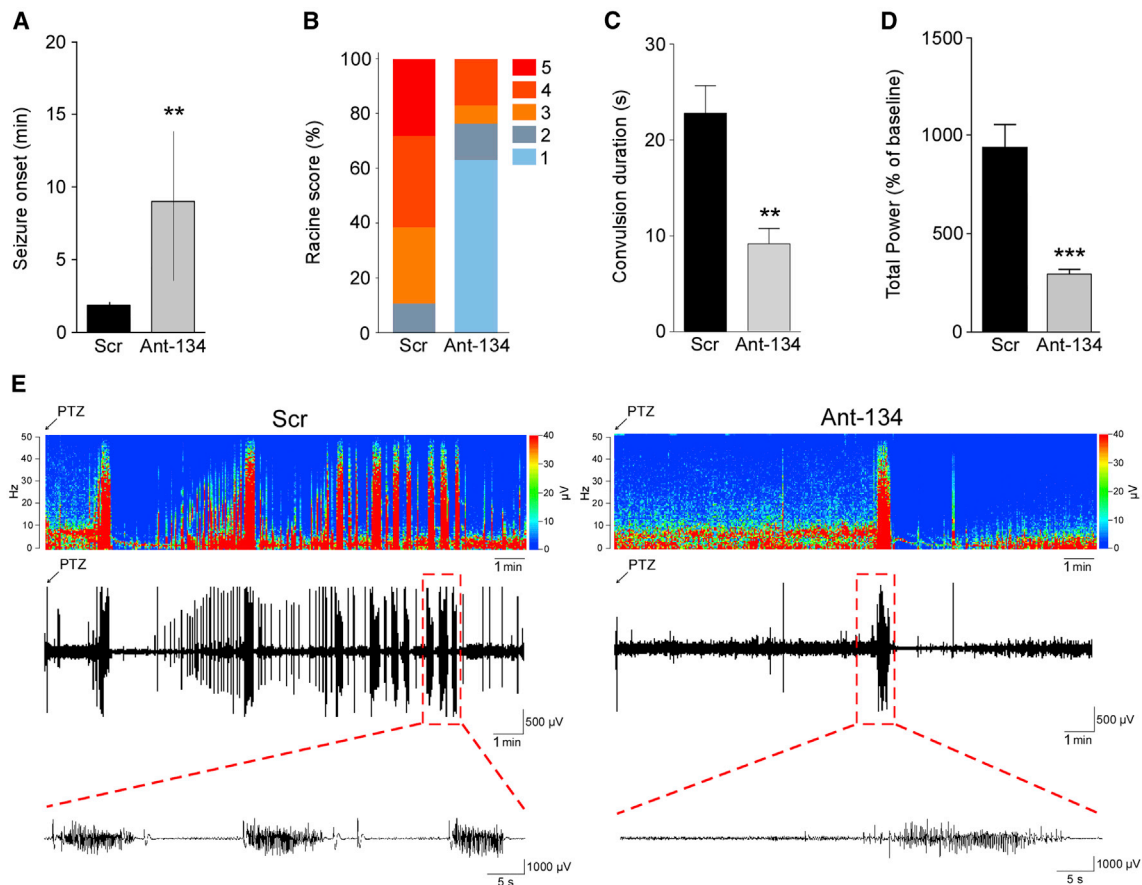 A
20
15
10
5
0
Seizure onset (min)
**
Scr Ant-134
B
100
80
60
40
20
0
Racine score (%)
5
4
3
2
1
Scr Ant-134
C
30
20
10
0
Convulsion duration (s)
**
Scr Ant-134
D
1500
1000
500
0
Total Power (% of baseline)
***
Scr Ant-134
E
PTZ
Scr
50
40
30
20
10
0
Hz
40
30
20
10
0
µV
1 min
PTZ
500 µV
1 min
1000 µV
5 s
PTZ
Ant-134
50
40
30
20
10
0
Hz
40
30
20
10
0
µV
1 min
PTZ
500 µV
1 min
1000 µV
5 s